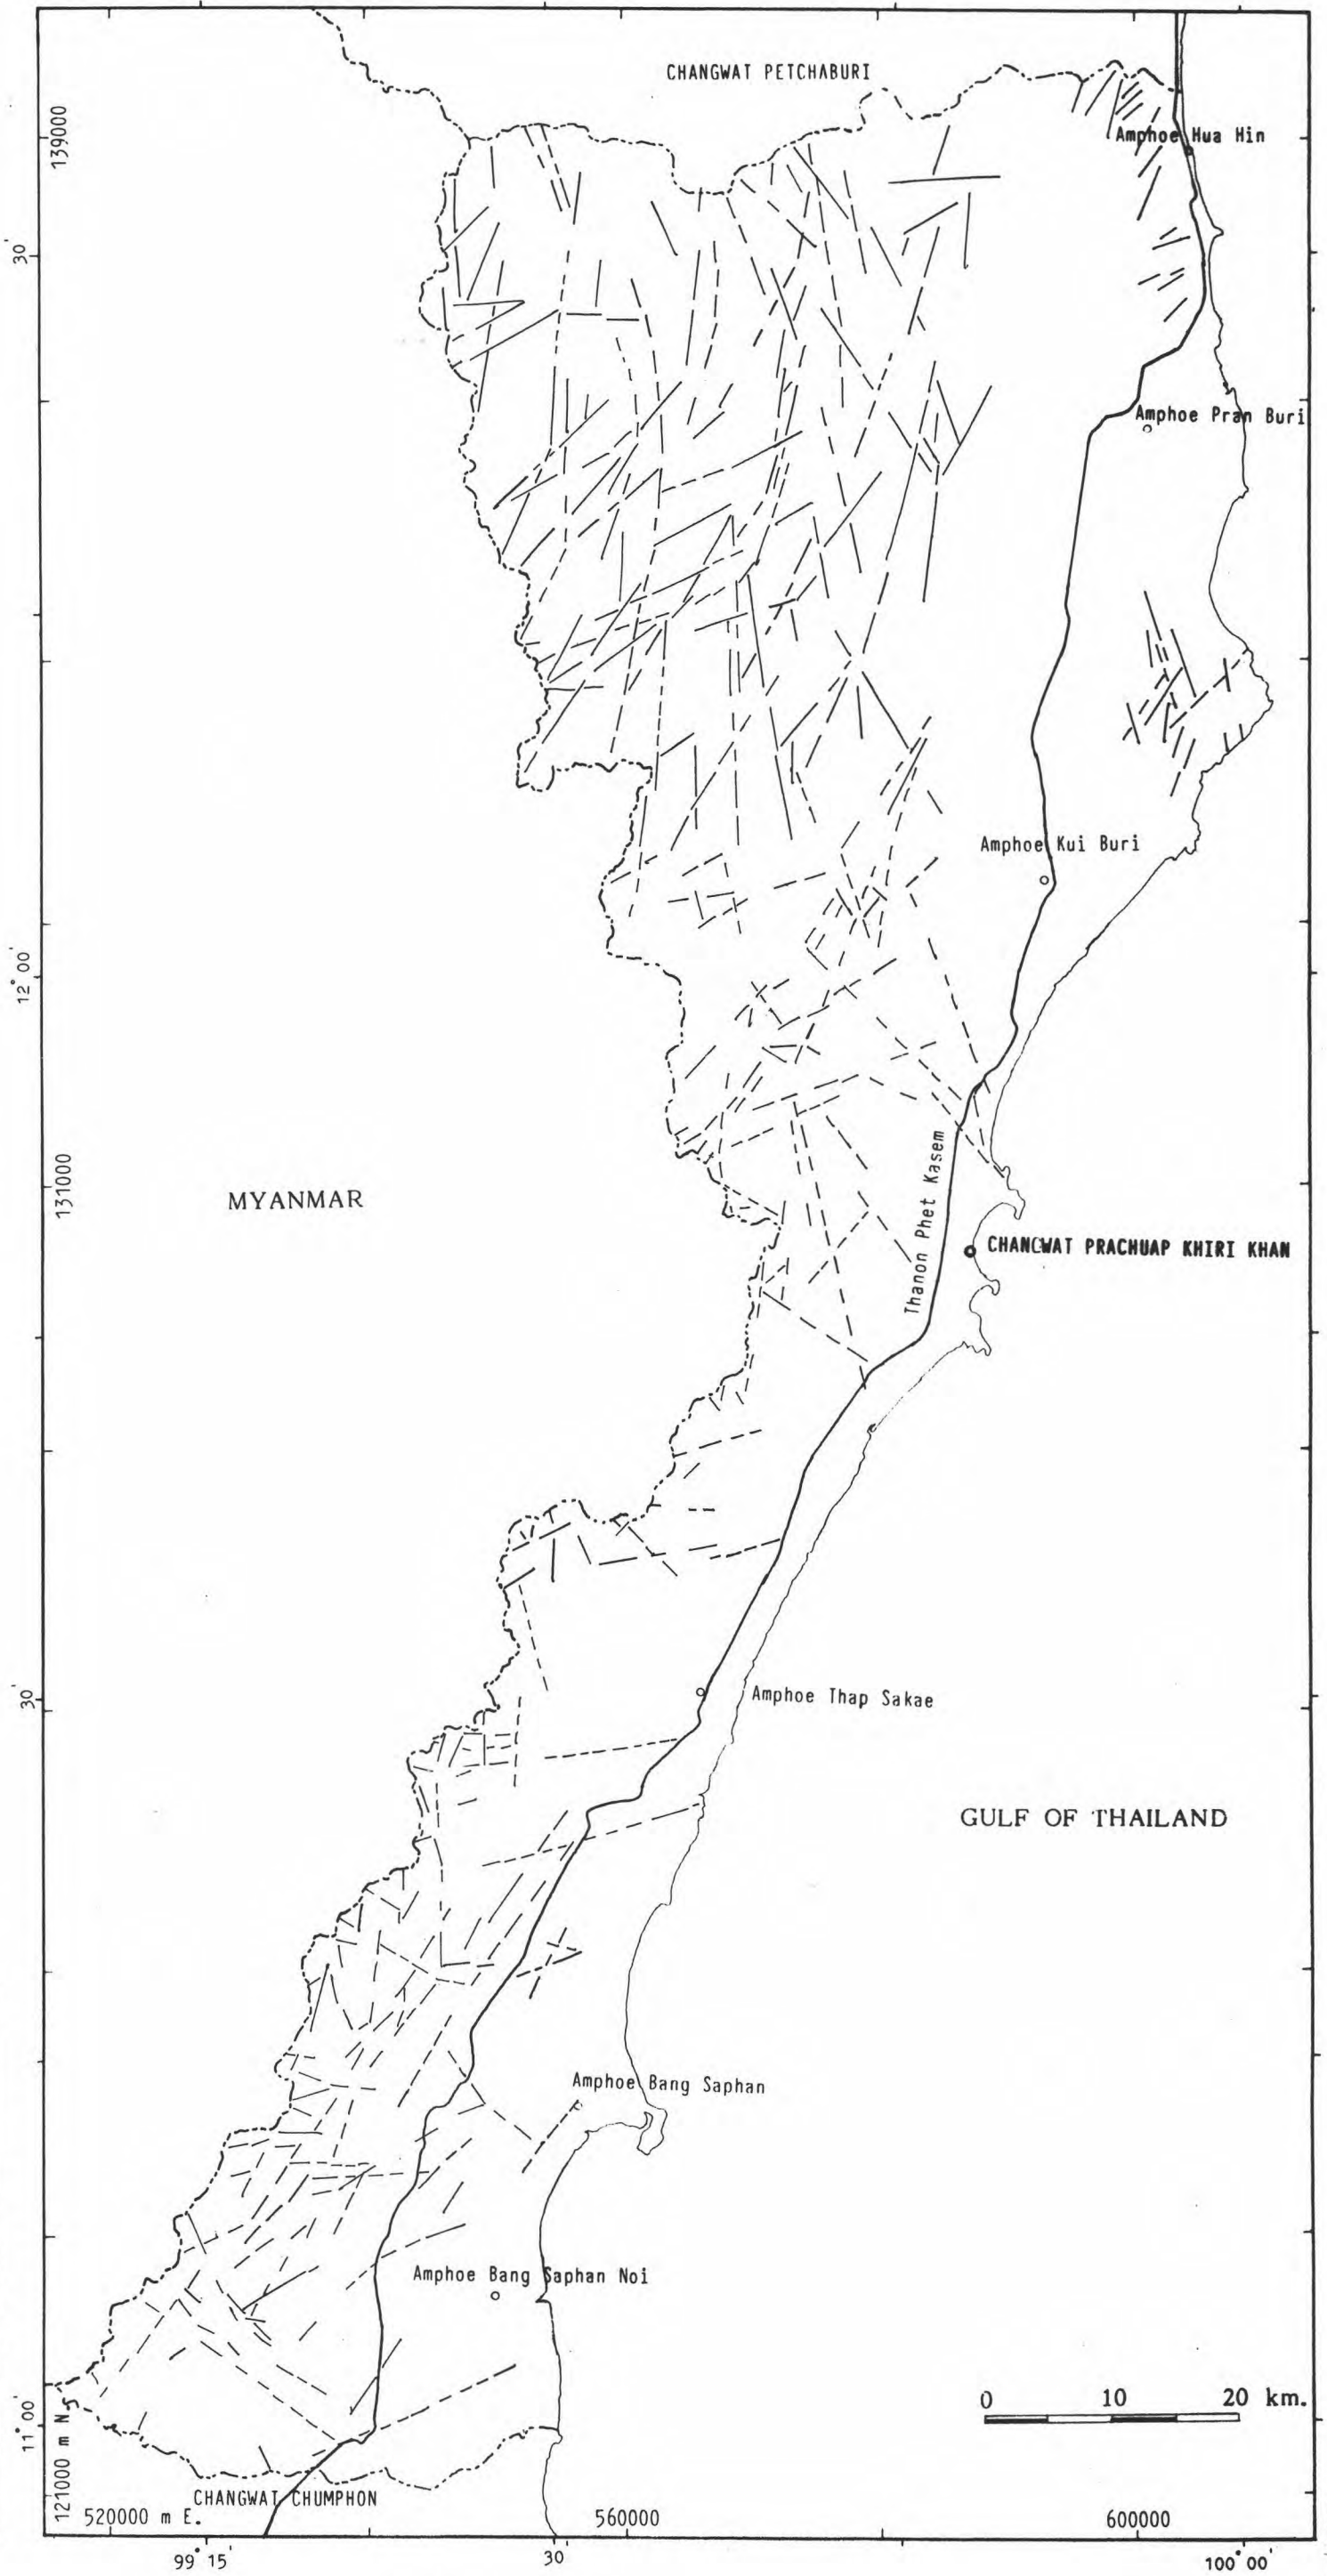 CHANGWAT PETCHABURI
139000
Amphoe Hua Hin
30'
Amphoe Pran Buri
Amphoe Kui Buri
12° 00'
131000
MYANMAR
Thanon Phet Kasem
CHANGWAT PRACHUAP KHIRI KHAN
30'
Amphoe Thap Sakae
GULF OF THAILAND
Amphoe Bang Saphan
Amphoe Bang Saphan Noi
0 10 20 km.
11° 00'
121000 m N.
CHANGWAT CHUMPHON
520000 m E.
560000
600000
99° 15'
30'
100° 00'